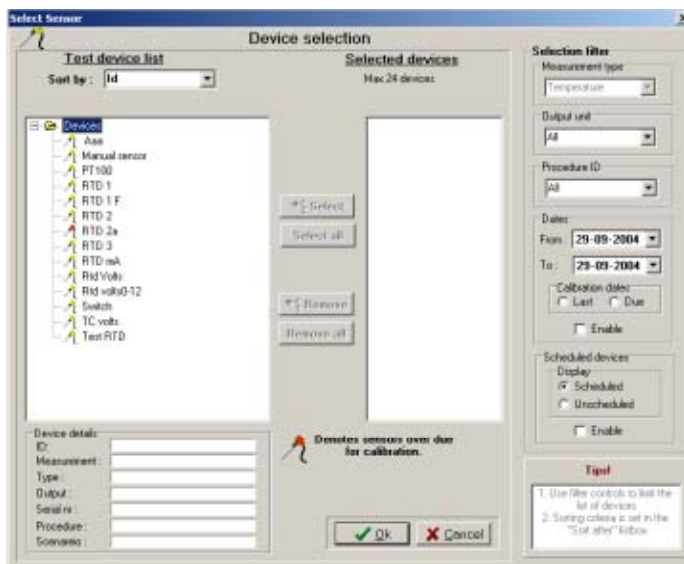 Select Sensor
Device selection
Test device list
Sort by :
Id
Devices
Aaa
Manual sensor
PT100
RTD 1
RTD 1 F
RTD 2
RTD 2a
RTD 3
RTD mA
Rtd Volts
Rtd volts0-12
Switch
TC volts
Test RTD
Device details
ID:
Measurement :
Type :
Output :
Serial nr :
Procedure :
Scenareo :
Selected devices
Max 24 devices
Select
Select all
Remove
Remove all
Denotes sensors over due
for calibration.
Ok
Cancel
Selection filter
Measurement type
Temperature
Output unit
All
Procedure ID
All
Dates
From: 29-09-2004
To : 29-09-2004
Calibration dates
Last
Due
Enable
Scheduled devices
Display
Scheduled
Unscheduled
Enable
Tips!
1. Use filter controls to limit the
list of devices
2. Sorting criteria is set in the
"Sort after" listbox